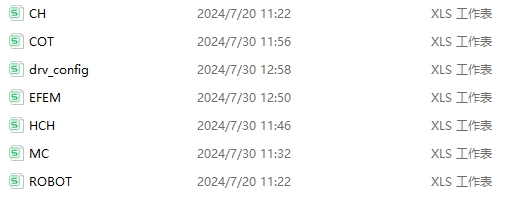 CH 2024/7/20 11:22 XLS 工作表
COT 2024/7/30 11:56 XLS 工作表
drv_config 2024/7/30 12:58 XLS 工作表
EFEM 2024/7/30 12:50 XLS 工作表
HCH 2024/7/30 11:46 XLS 工作表
MC 2024/7/30 11:32 XLS 工作表
ROBOT 2024/7/20 11:22 XLS 工作表